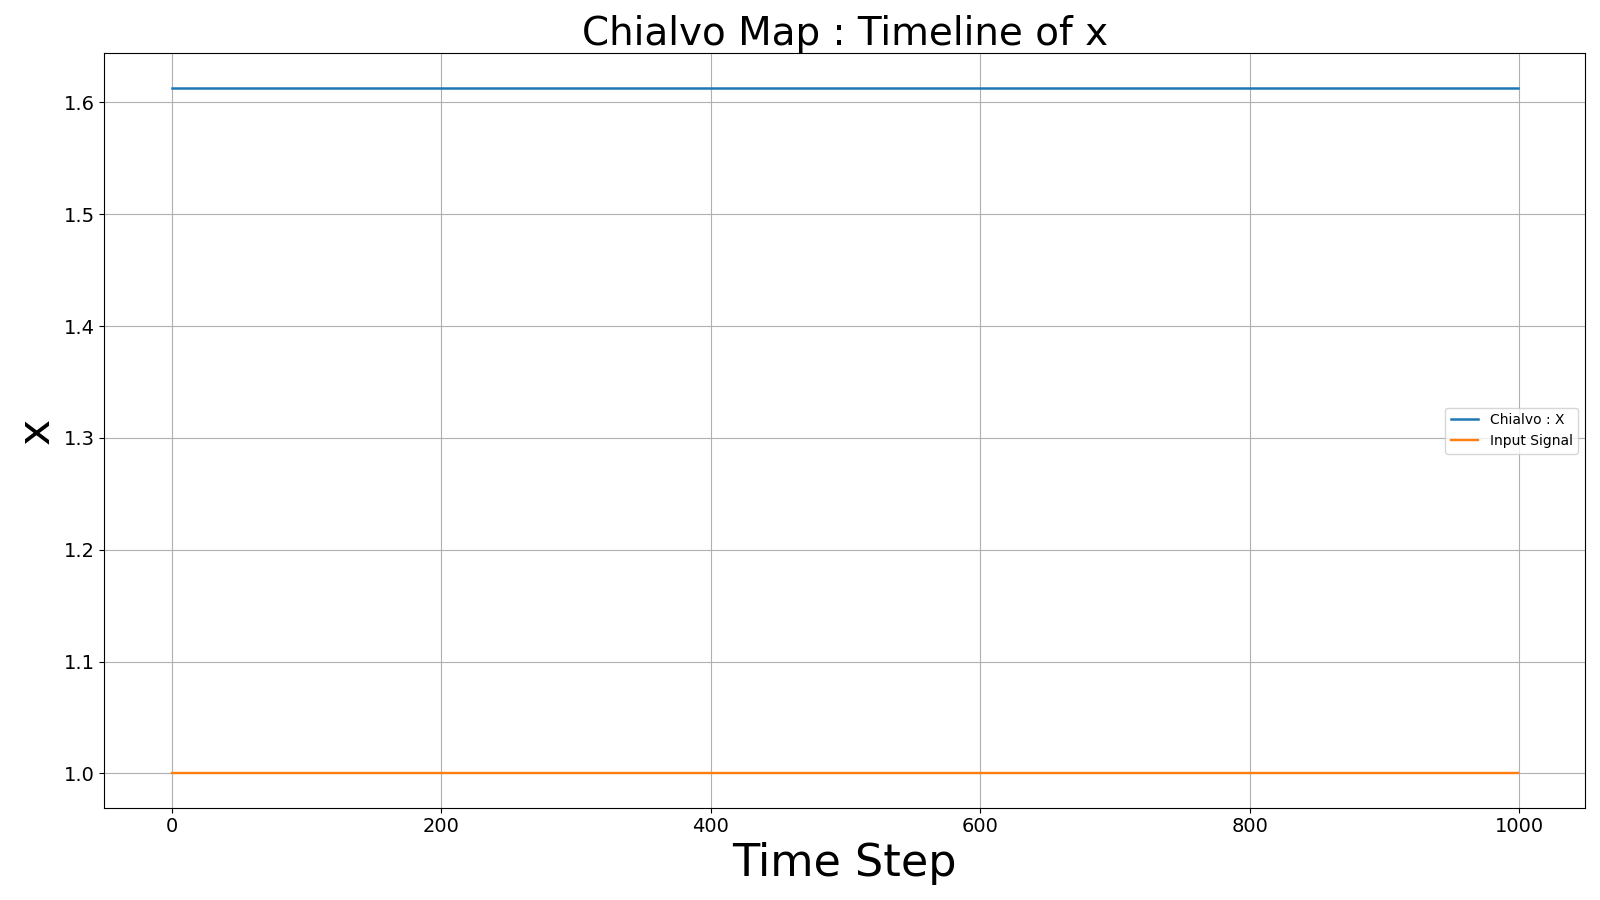 Chialvo Map : Timeline of x
1.6
1.5
1.4
1.3
1.2
1.1
1.0
x
Chialvo : X
Input Signal
0 200 400 600 800 1000
Time Step